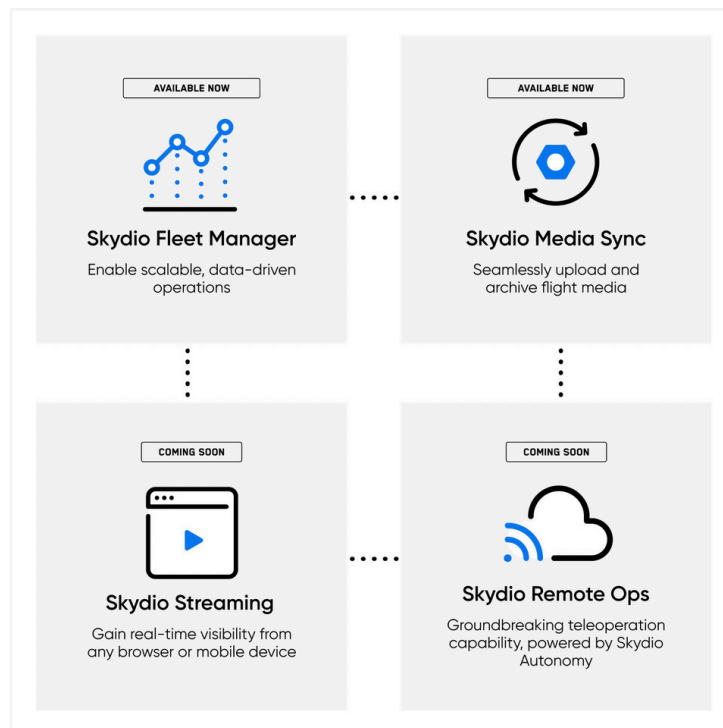 AVAILABLE NOW
Skydio Fleet Manager
Enable scalable, data-driven
operations
AVAILABLE NOW
Skydio Media Sync
Seamlessly upload and
archive flight media
COMING SOON
Skydio Streaming
Gain real-time visibility from
any browser or mobile device
COMING SOON
Skydio Remote Ops
Groundbreaking teleoperation
capability, powered by Skydio
Autonomy